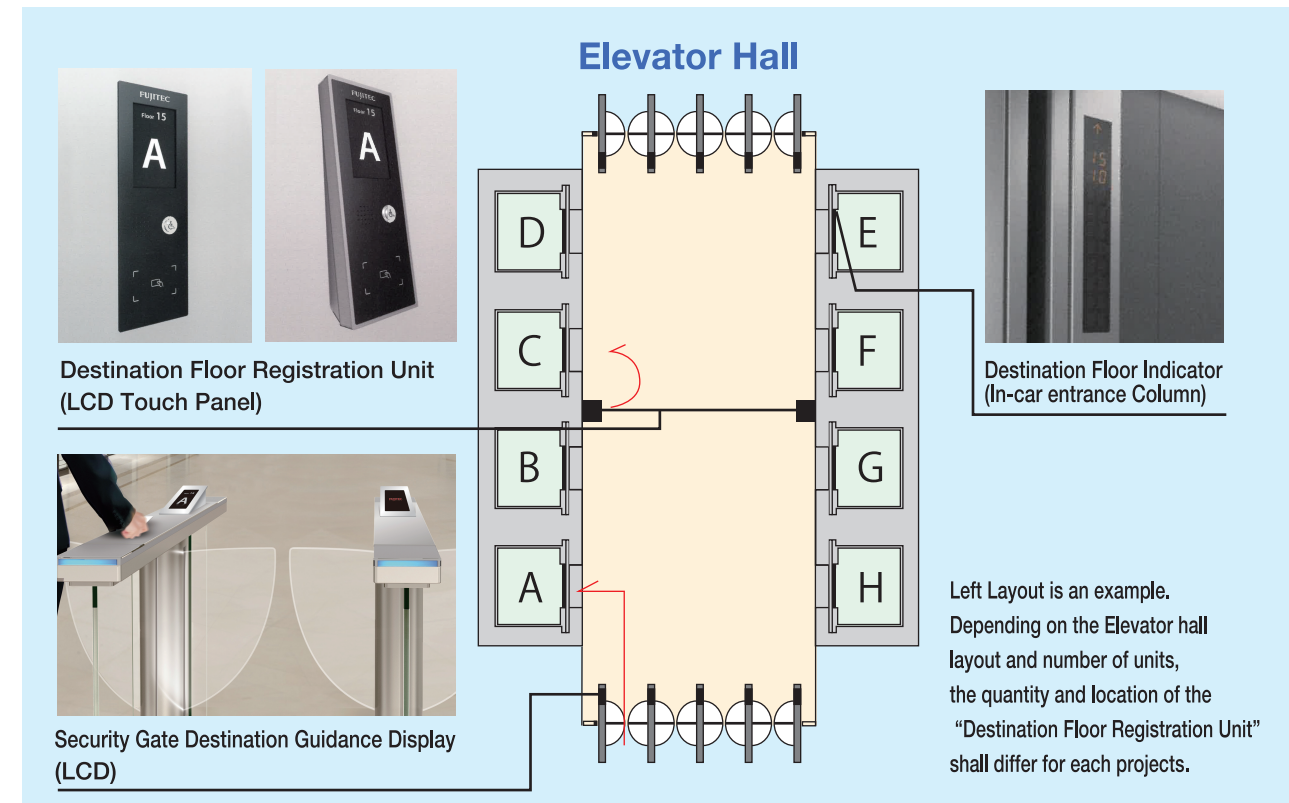 Elevator Hall
FUJITEC
Floor 15
A
FUJITEC
Floor 15
A
15
10
Destination Floor Registration Unit
(LCD Touch Panel)
Destination Floor Indicator
(In-car entrance Column)
D
E
C
F
B
G
A
H
A
Security Gate Destination Guidance Display
(LCD)
Left Layout is an example.
Depending on the Elevator hall
layout and number of units,
the quantity and location of the
“Destination Floor Registration Unit”
shall differ for each projects.